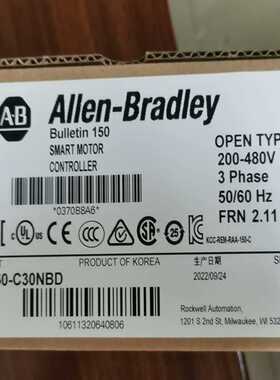 AB
Allen-Bradley
Bulletin 150
SMART MOTOR
CONTROLLER
OPEN TYP
200-480V
3 Phase
50/60 Hz
FRN 2.11
*0370B8A6*
CE
25
KCC-REM-RAA-150-C
PRODUCT OF KOREA
生产日期
2022/09/24
50-C30NBD
10611320640806
Rockwell Automation,
1201 S 2nd St, Milwaukee, WI 532